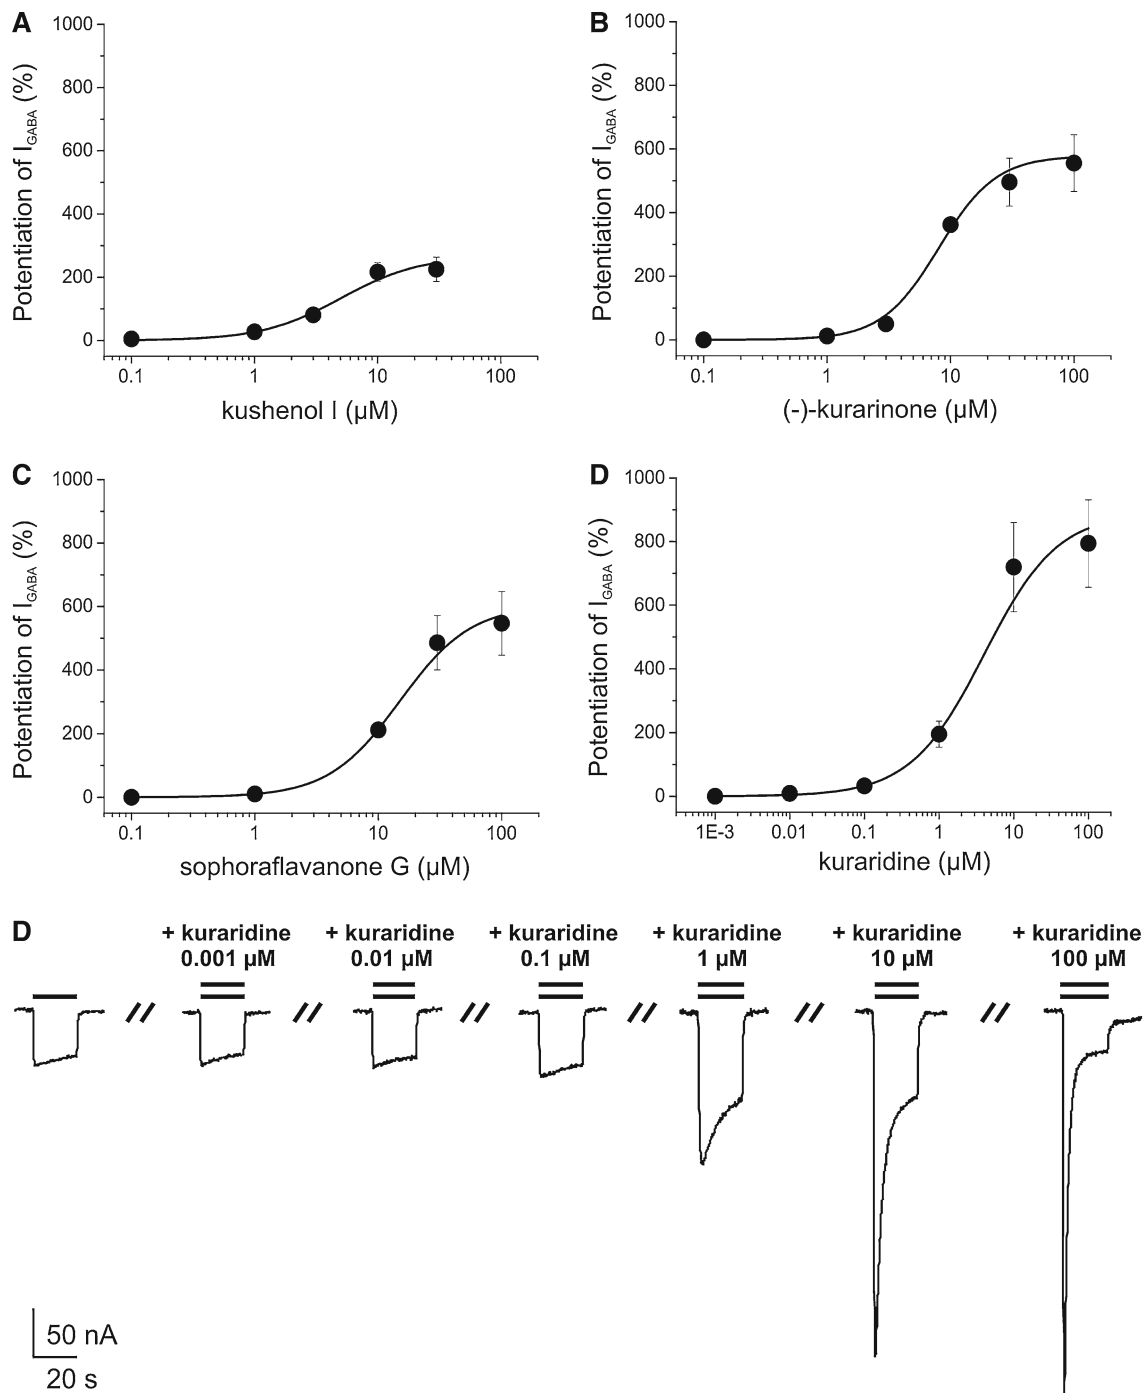 A
1000
800
600
400
200
0
Potentiation of I_GABA (%)
0.1 1 10 100
kushenol I (µM)
B
1000
800
600
400
200
0
Potentiation of I_GABA (%)
0.1 1 10 100
(-)-kurarinone (µM)
C
1000
800
600
400
200
0
Potentiation of I_GABA (%)
0.1 1 10 100
sophoraflavanone G (µM)
D
1000
800
600
400
200
0
Potentiation of I_GABA (%)
1E-3 0.01 0.1 1 10 100
kuraridine (µM)
D
+ kuraridine + kuraridine + kuraridine + kuraridine + kuraridine + kuraridine
0.001 µM 0.01 µM 0.1 µM 1 µM 10 µM 100 µM
50 nA
20 s